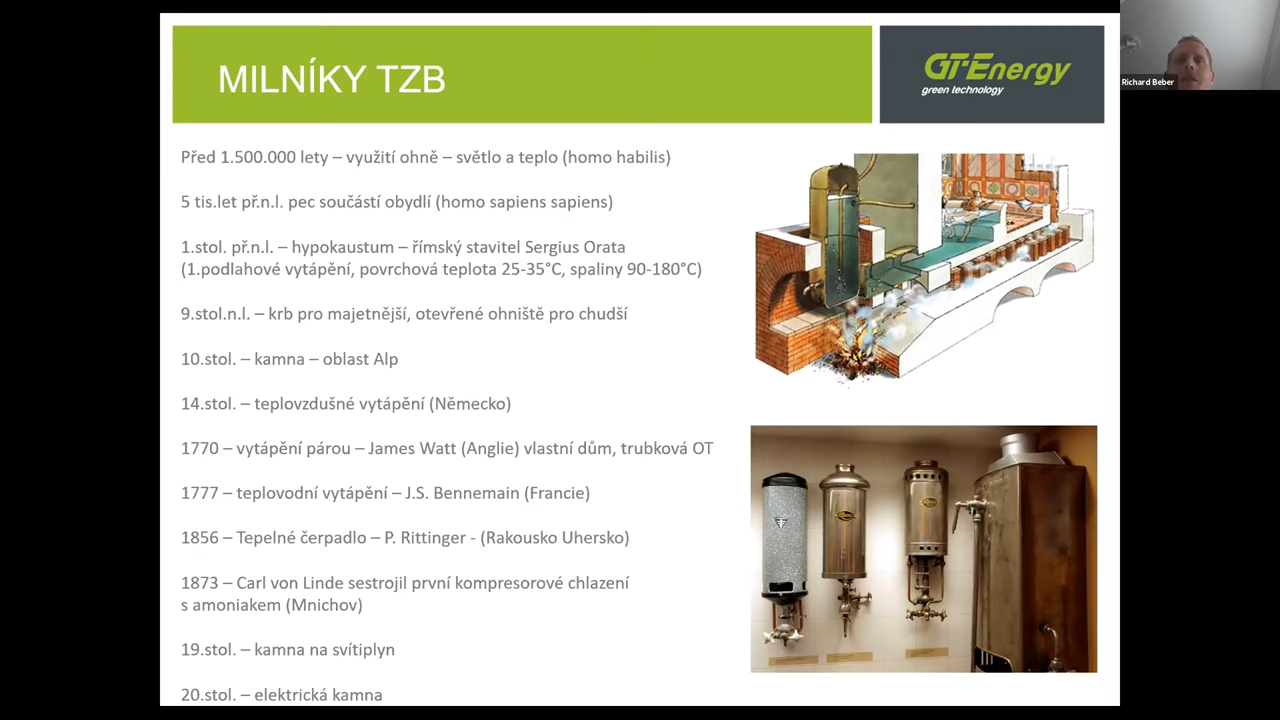 MILNÍKY TZB
GT-Energy
green technology
Richard Beber
Před 1.500.000 lety – využití ohně – světlo a teplo (homo habilis)
5 tis.let př.n.l. pec součástí obydlí (homo sapiens sapiens)
1.stol. př.n.l. – hypokaustum – římský stavitel Sergius Orata
(1.podlahové vytápění, povrchová teplota 25-35°C, spaliny 90-180°C)
9.stol.n.l. – krb pro majetnější, otevřené ohniště pro chudší
10.stol. – kamna – oblast Alp
14.stol. – teplovzdušné vytápění (Německo)
1770 – vytápění párou – James Watt (Anglie) vlastní dům, trubková OT
1777 – teplovodní vytápění – J.S. Bennemain (Francie)
1856 – Tepelné čerpadlo – P. Rittinger - (Rakousko Uhersko)
1873 – Carl von Linde sestrojil první kompresorové chlazení
s amoniakem (Mnichov)
19.stol. – kamna na svítiplyn
20.stol. – elektrická kamna